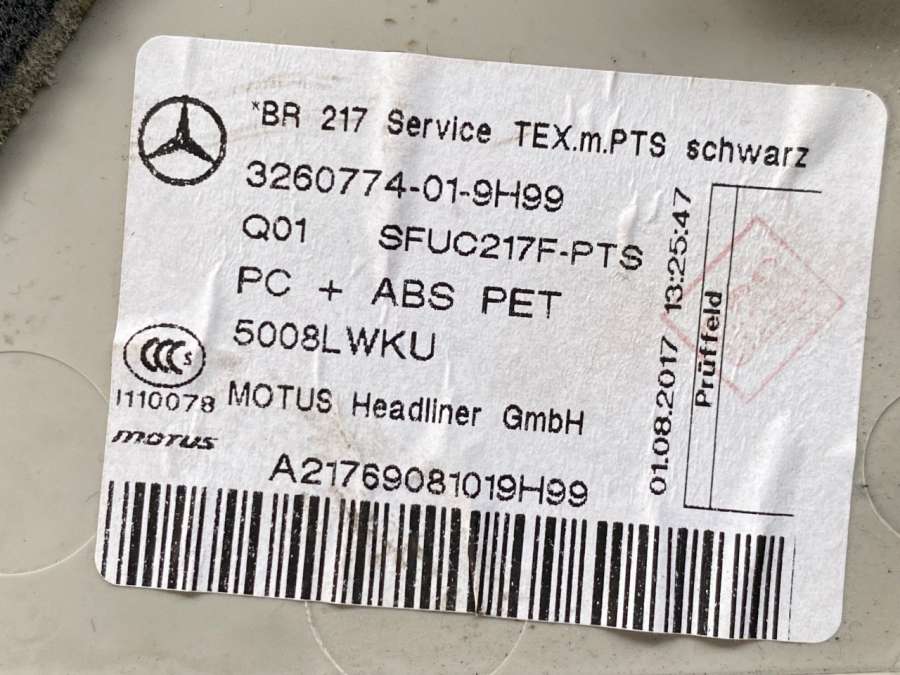 *BR 217 Service TEX.m.PTS schwarz
3260774-01-9H99
Q01 SFUC217F-PTS
PC + ABS PET
5008LWKU
CCC S
I110078 MOTUS Headliner GmbH
MOTUS
A21769081019H99
01.08.2017 13:25:47
Prüffeld